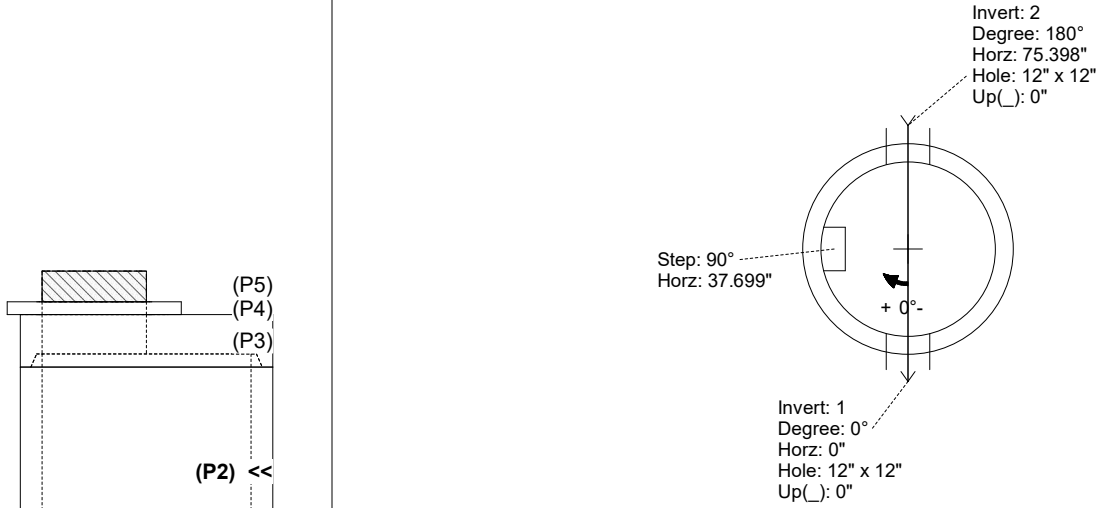 (P5)
(P4)
(P3)
(P2) <<
Invert: 2
Degree: 180°
Horz: 75.398"
Hole: 12" x 12"
Up(_): 0"
Step: 90°
Horz: 37.699"
+ 0°-
Invert: 1
Degree: 0°
Horz: 0"
Hole: 12" x 12"
Up(_): 0"